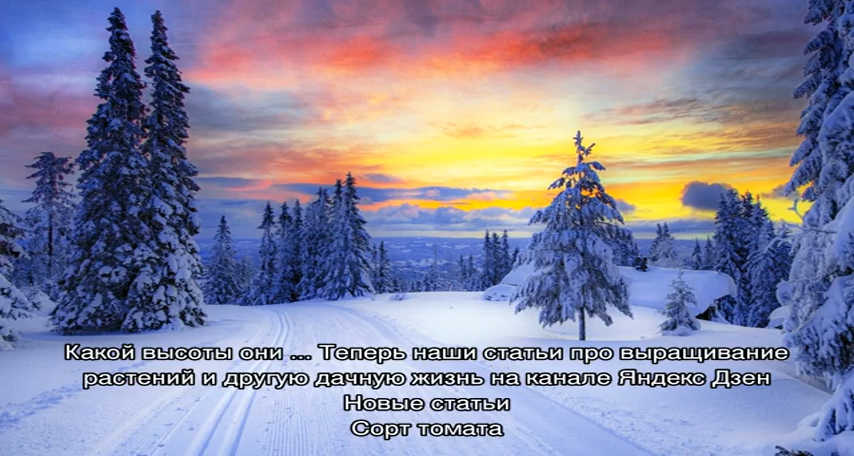 Какой высоты они ... Теперь наши статьи про выращивание
растений и другую дачную жизнь на канале Яндекс Дзен
Новые статьи
Сорт томата